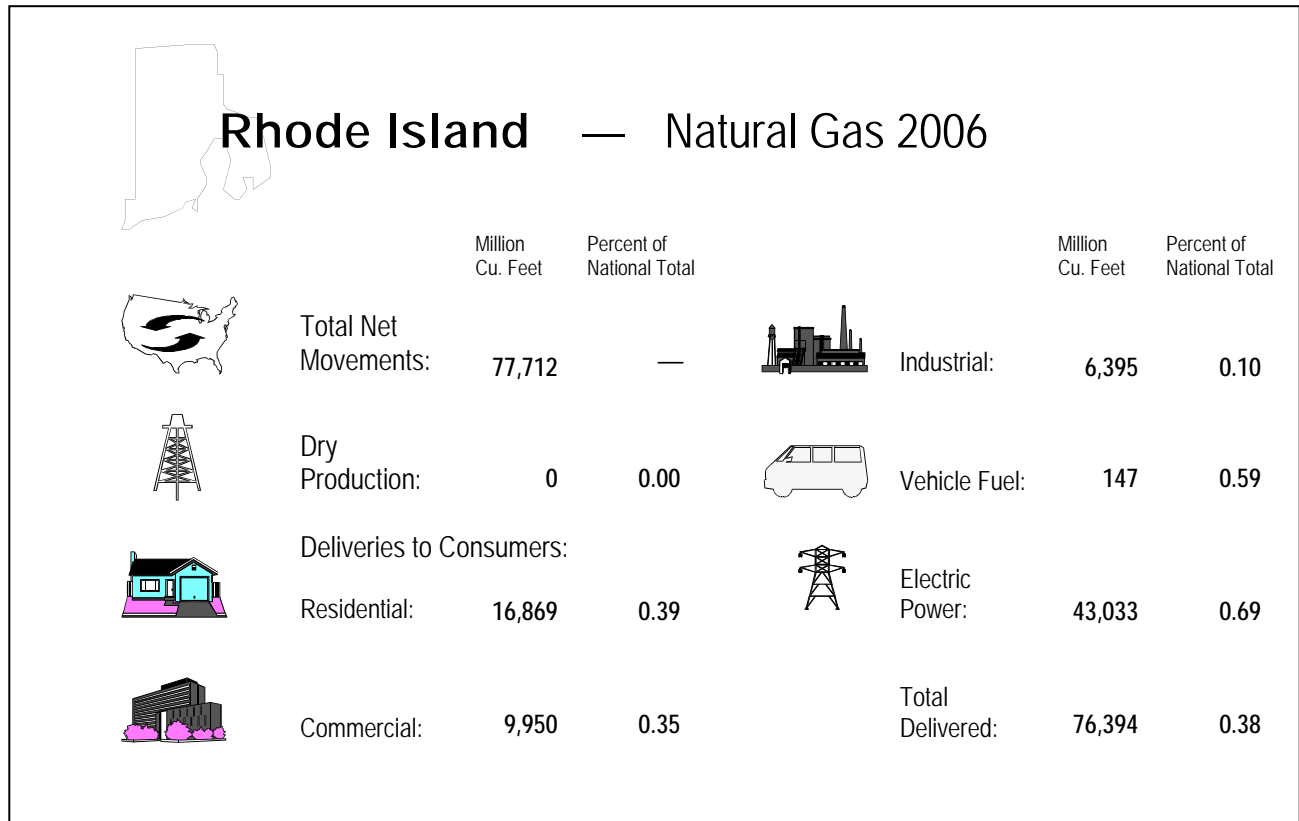 Rhode Island — Natural Gas 2006
Million
Cu. Feet
Percent of
National Total
Total Net
Movements: 77,712 —
Dry
Production: 0 0.00
Deliveries to Consumers:
Residential: 16,869 0.39
Commercial: 9,950 0.35
Million
Cu. Feet
Percent of
National Total
Industrial: 6,395 0.10
Vehicle Fuel: 147 0.59
Electric
Power: 43,033 0.69
Total
Delivered: 76,394 0.38